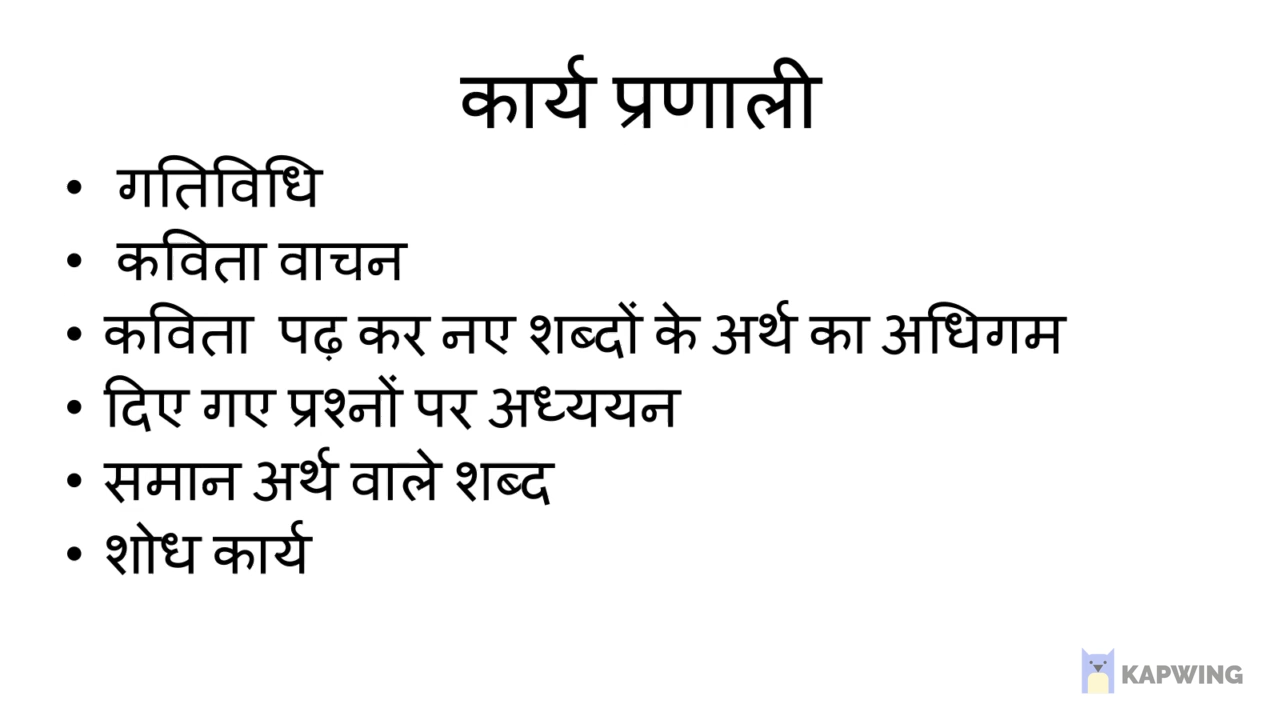 कार्य प्रणाली
• गतिविधि
• कविता वाचन
• कविता पढ़ कर नए शब्दों के अर्थ का अधिगम
• दिए गए प्रश्नों पर अध्ययन
• समान अर्थ वाले शब्द
• शोध कार्य
KAPWING